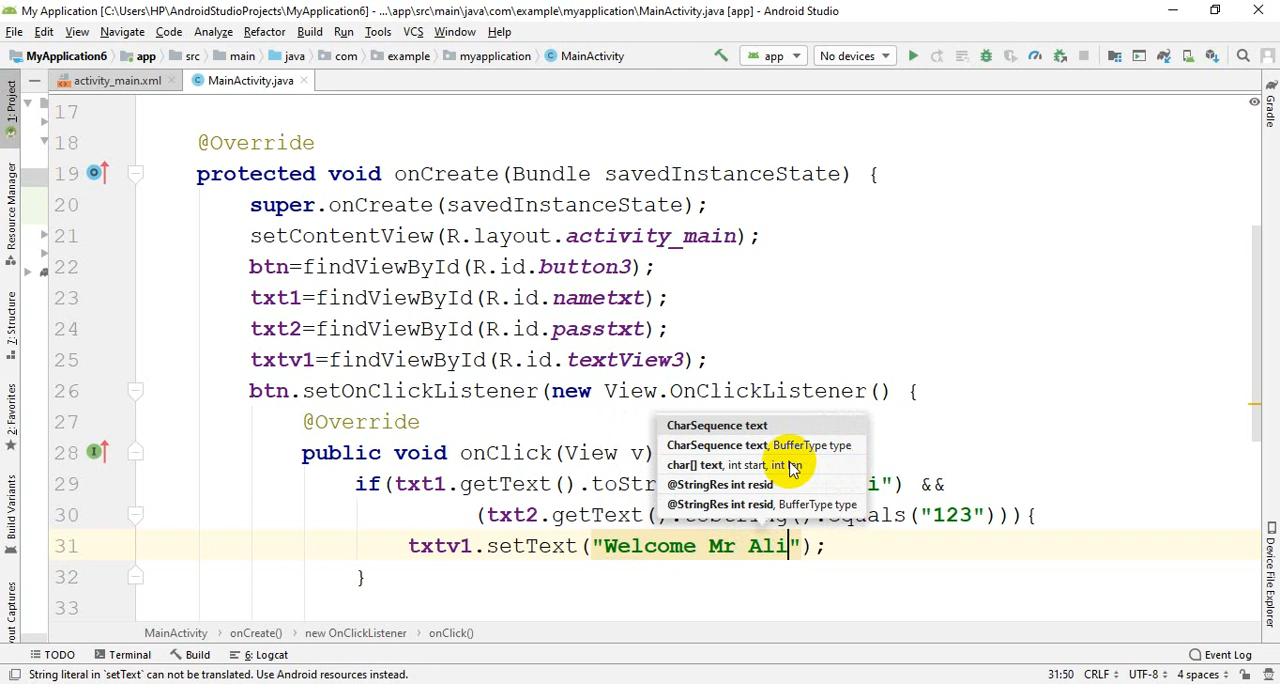 My Application [C:\Users\HP\AndroidStudioProjects\MyApplication6] - ...\app\src\main\java\com\example\myapplication\MainActivity.java [app] - Android Studio
File Edit View Navigate Code Analyze Refactor Build Run Tools VCS Window Help
MyApplication6 app src main java com example myapplication MainActivity app No devices
activity_main.xml MainActivity.java
17
18 @Override
19 protected void onCreate(Bundle savedInstanceState) {
20 super.onCreate(savedInstanceState);
21 setContentView(R.layout.activity_main);
22 btn=findViewById(R.id.button3);
23 txt1=findViewById(R.id.nametxt);
24 txt2=findViewById(R.id.passtxt);
25 txtv1=findViewById(R.id.textView3);
26 btn.setOnClickListener(new View.OnClickListener() {
27 @Override
CharSequence text
CharSequence text, BufferType type
28 public void onClick(View v)
char[] text, int start, int
29 if(txt1.getText() i") &&
@StringRes int resid
@StringRes int resid, BufferType type
30 (txt2.getText().toString().equals("123"))){
31 txtv1.setText("Welcome Mr Ali");
32 }
33
MainActivity onCreate() new OnClickListener onClick()
TODO Terminal Build 6: Logcat Event Log
String literal in `setText` can not be translated. Use Android resources instead. 31:50 CRLF UTF-8 4 spaces
1: Project
Resource Manager
7: Structure
2: Favorites
Build Variants
out Captures
Gradle
Device File Explorer